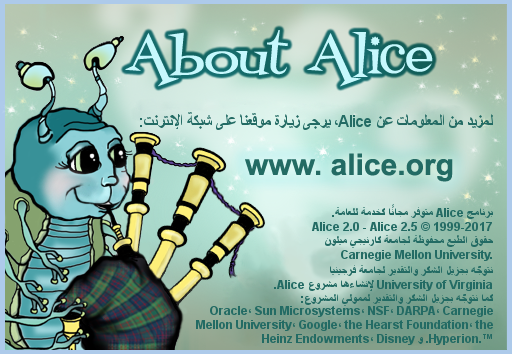 About Alice
لمزيد من المعلومات عن Alice، يرجى زيارة موقعنا على شبكة الإنترنت:
www. alice.org
برنامج Alice متوفر مجانًا كخدمة للعامة.
Alice 2.0 - Alice 2.5 © 1999-2017
حقوق الطبع محفوظة لجامعة كارنيجي ميلون
Carnegie Mellon University.
نتوجّه بجزيل الشكر والتقدير لجامعة فرجينيا
University of Virginia لإنشاءها مشروع Alice.
كما نتوجّه بجزيل الشكر والتقدير لممولي المشروع:
Oracle، Sun Microsystems، NSF، DARPA، Carnegie
Mellon University، Google، the Hearst Foundation، the
Heinz Endowments، Disney و Hyperion.™